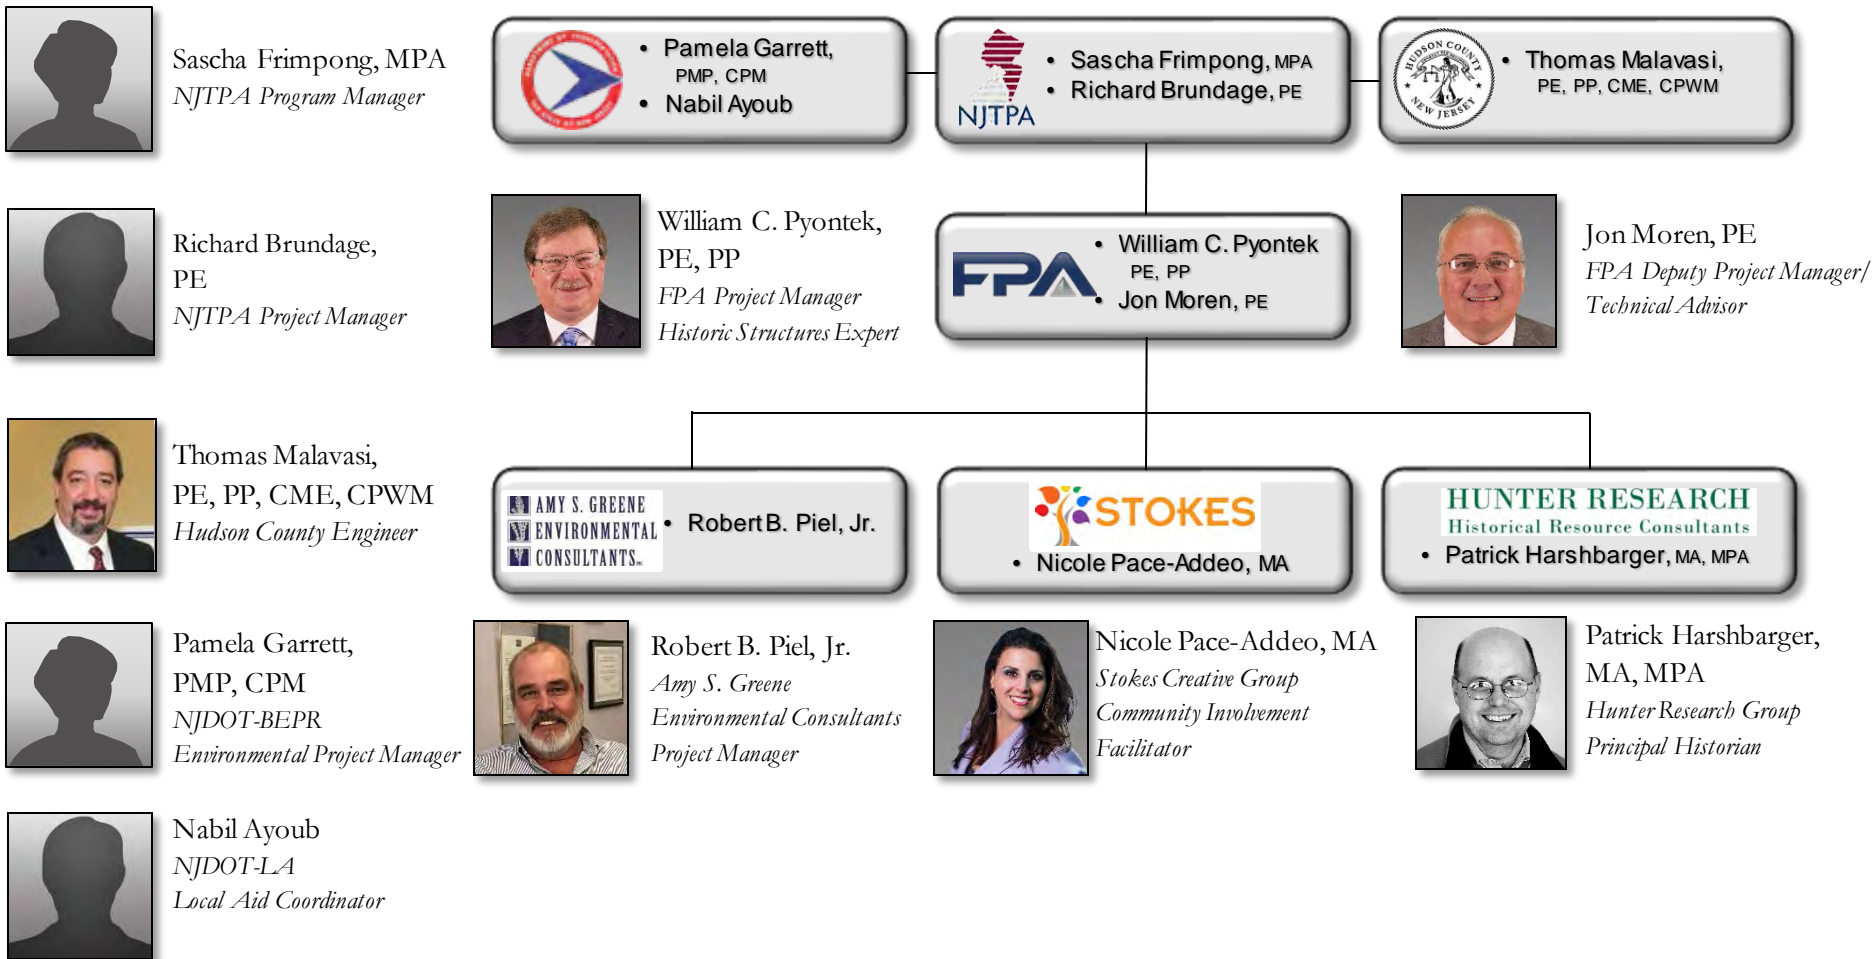 Sascha Frimpong, MPA
NJTPA Program Manager
• Pamela Garrett,
PMP, CPM
• Nabil Ayoub
NJTPA
• Sascha Frimpong, MPA
• Richard Brundage, PE
HUDSON COUNTY
NEW JERSEY
• Thomas Malavasi,
PE, PP, CME, CPWM
Richard Brundage,
PE
NJTPA Project Manager
William C. Pyontek,
PE, PP
FPA Project Manager
Historic Structures Expert
FPA
• William C. Pyontek
PE, PP
• Jon Moren, PE
Jon Moren, PE
FPA Deputy Project Manager/
Technical Advisor
Thomas Malavasi,
PE, PP, CME, CPWM
Hudson County Engineer
AMY S. GREENE
ENVIRONMENTAL
CONSULTANTS, INC
• Robert B. Piel, Jr.
STOKES
• Nicole Pace-Addeo, MA
HUNTER RESEARCH
Historical Resource Consultants
• Patrick Harshbarger, MA, MPA
Pamela Garrett,
PMP, CPM
NJDOT-BEPR
Environmental Project Manager
Robert B. Piel, Jr.
Amy S. Greene
Environmental Consultants
Project Manager
Nicole Pace-Addeo, MA
Stokes Creative Group
Community Involvement
Facilitator
Patrick Harshbarger,
MA, MPA
Hunter Research Group
Principal Historian
Nabil Ayoub
NJDOT-LA
Local Aid Coordinator